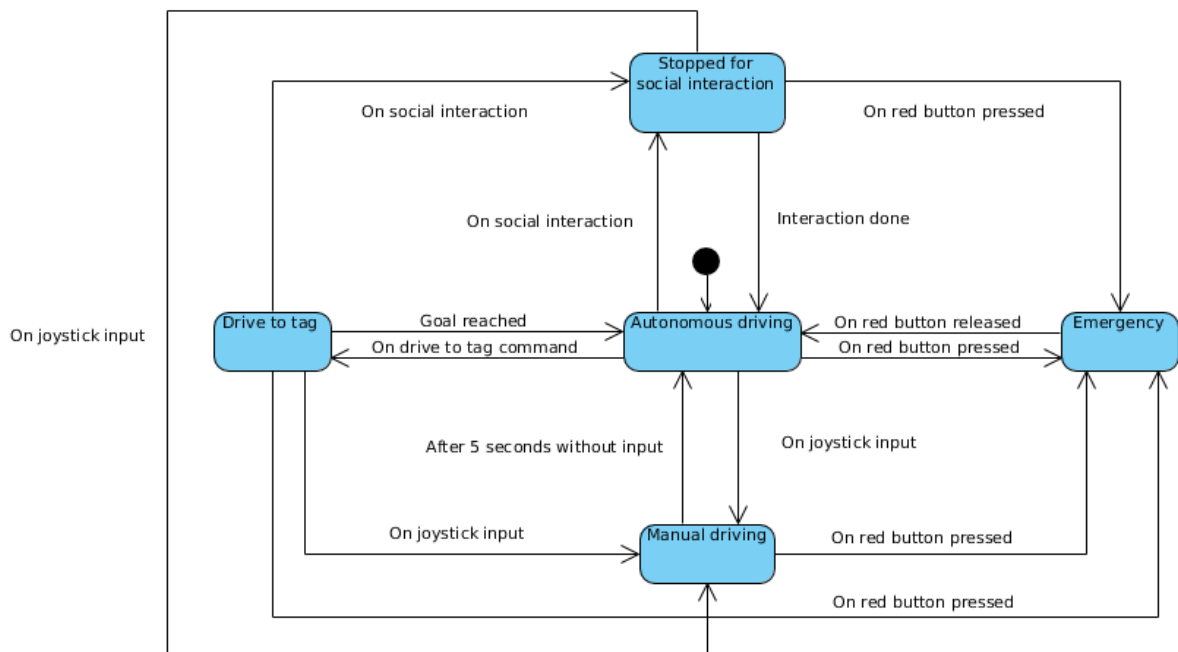 Stopped for
social interaction
On social interaction
On red button pressed
On social interaction
Interaction done
On joystick input
Drive to tag
Goal reached
Autonomous driving
On red button released
Emergency
On drive to tag command
On red button pressed
After 5 seconds without input
On joystick input
On joystick input
Manual driving
On red button pressed
On red button pressed